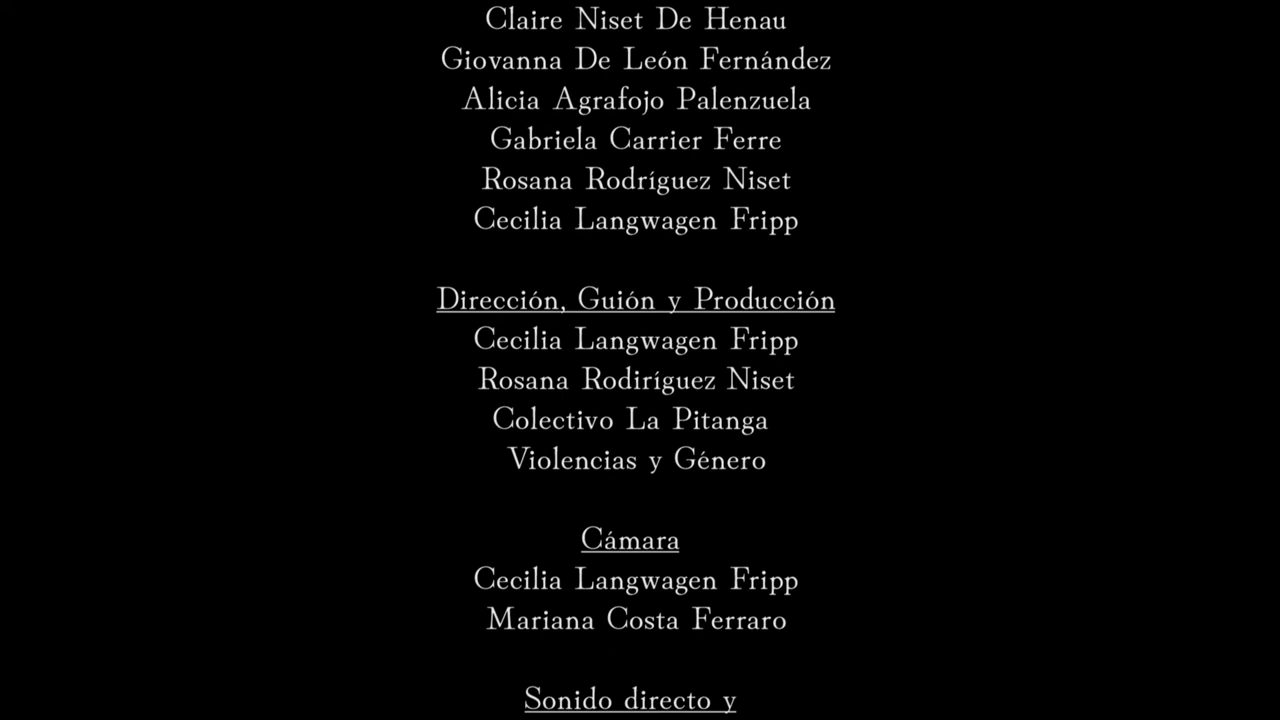 Claire Niset De Henau
Giovanna De León Fernández
Alicia Agrafojo Palenzuela
Gabriela Carrier Ferre
Rosana Rodríguez Niset
Cecilia Langwagen Fripp
Dirección, Guión y Producción
Cecilia Langwagen Fripp
Rosana Rodiríguez Niset
Colectivo La Pitanga
Violencias y Género
Cámara
Cecilia Langwagen Fripp
Mariana Costa Ferraro
Sonido directo y